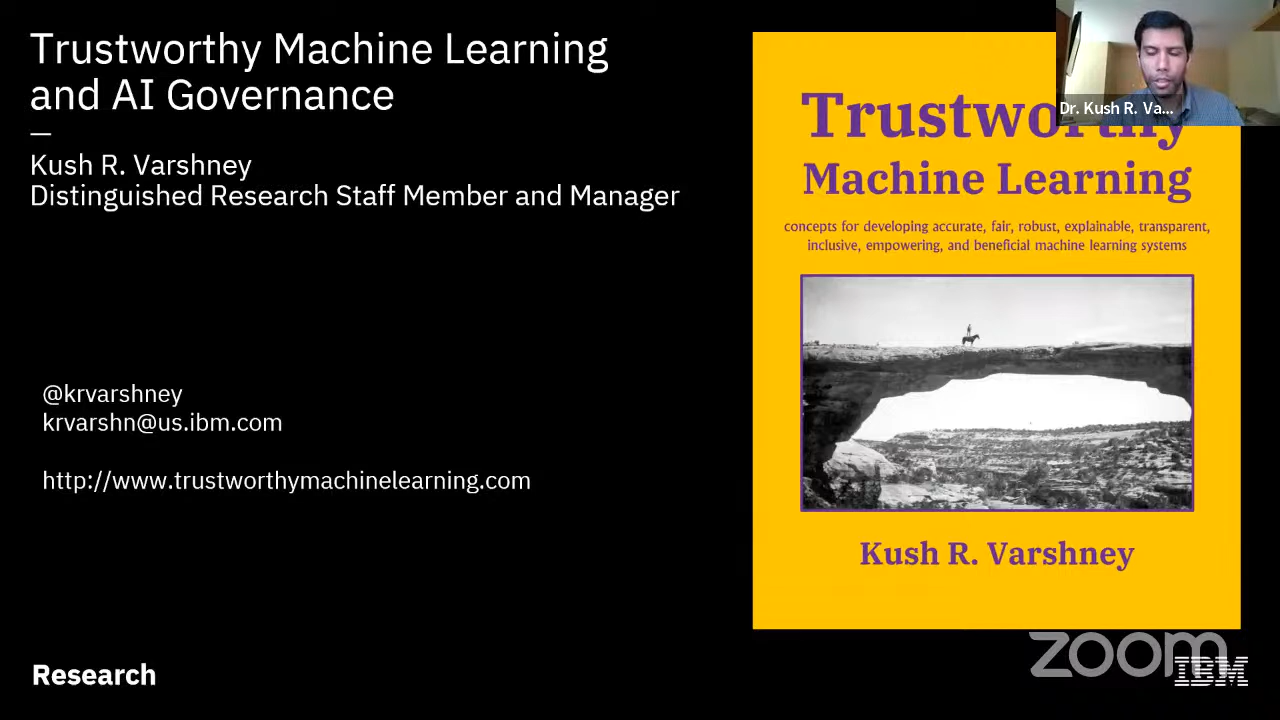 Trustworthy Machine Learning
and AI Governance
—
Kush R. Varshney
Distinguished Research Staff Member and Manager
@krvarshney
krvarshn@us.ibm.com
http://www.trustworthymachinelearning.com
Research
Dr. Kush R. Va...
Trustworthy
Machine Learning
concepts for developing accurate, fair, robust, explainable, transparent,
inclusive, empowering, and beneficial machine learning systems
Kush R. Varshney
zoom
IBM